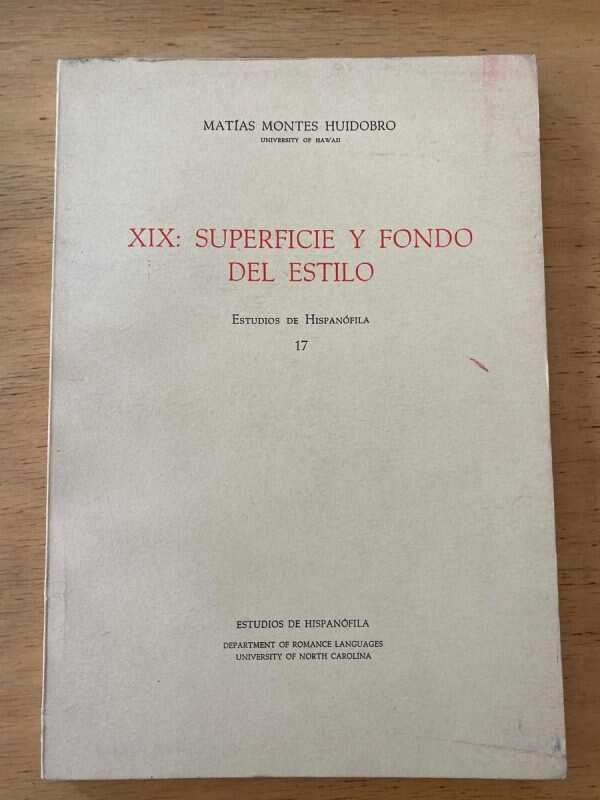 MATÍAS MONTES HUIDOBRO
UNIVERSITY OF HAWAII
XIX: SUPERFICIE Y FONDO
DEL ESTILO
ESTUDIOS DE HISPANÓFILA
17
ESTUDIOS DE HISPANÓFILA
DEPARTMENT OF ROMANCE LANGUAGES
UNIVERSITY OF NORTH CAROLINA